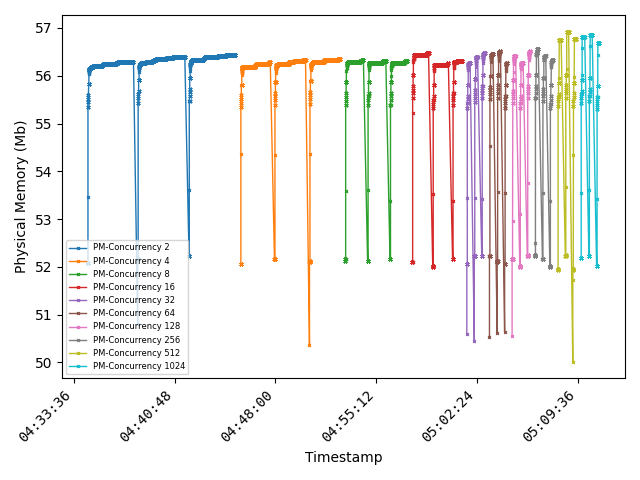 57
56
55
54
53
52
51
50
Physical Memory (Mb)
PM-Concurrency 2
PM-Concurrency 4
PM-Concurrency 8
PM-Concurrency 16
PM-Concurrency 32
PM-Concurrency 64
PM-Concurrency 128
PM-Concurrency 256
PM-Concurrency 512
PM-Concurrency 1024
04:33:36
04:40:48
04:48:00
04:55:12
05:02:24
05:09:36
Timestamp